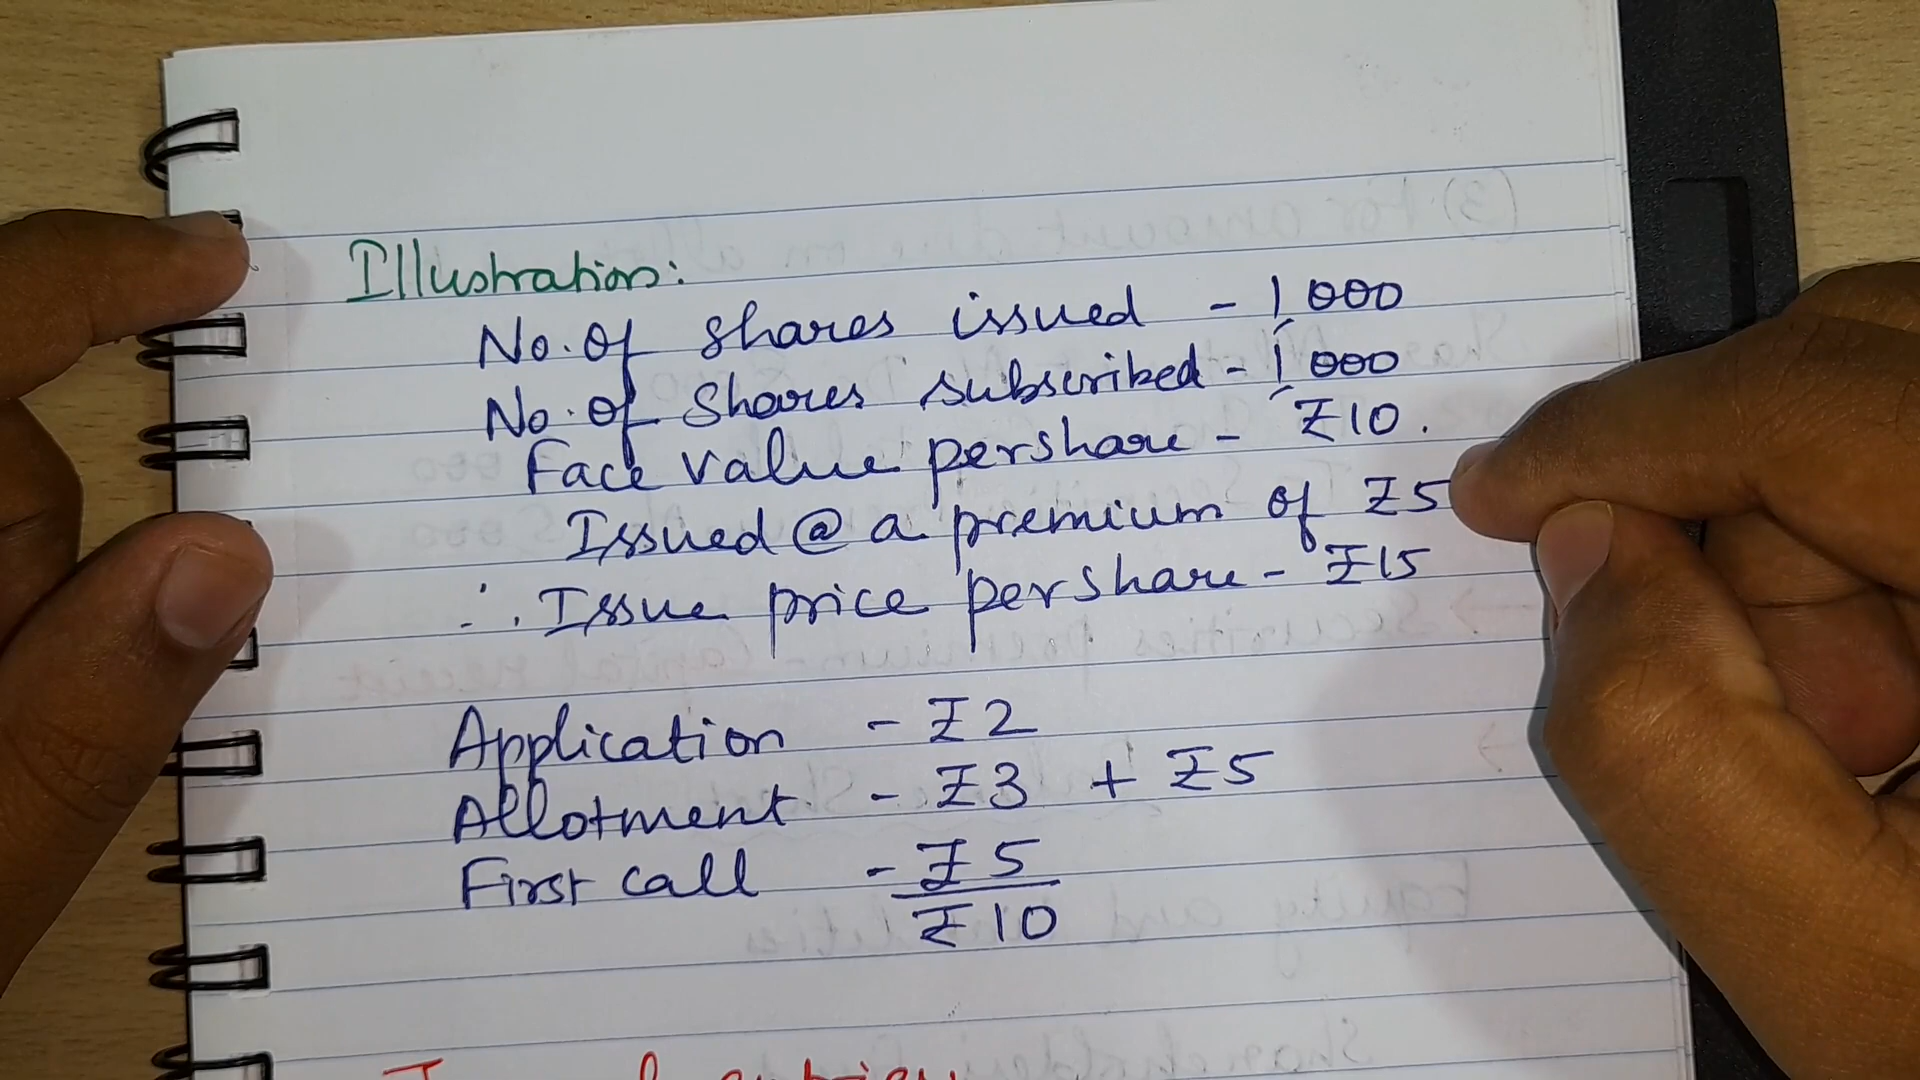 Illustration:
No. of shares issued - 1,000
No. of shares subscribed - 1,000
Face value per share - ₹10.
Issued @ a premium of ₹5
∴ Issue price per share - ₹15
Application - ₹2
Allotment - ₹3 + ₹5
First call - ₹5
₹10